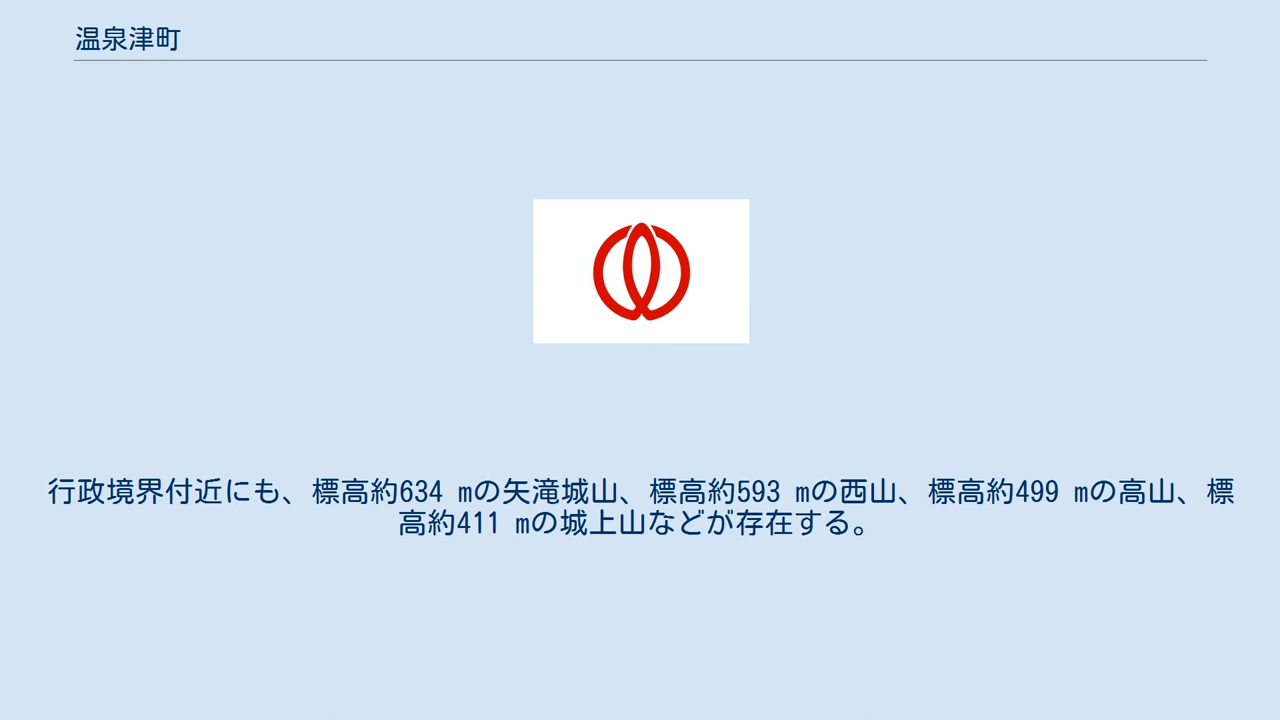 温泉津町
行政境界付近にも、標高約634 mの矢滝城山、標高約593 mの西山、標高約499 mの高山、標
高約411 mの城上山などが存在する。